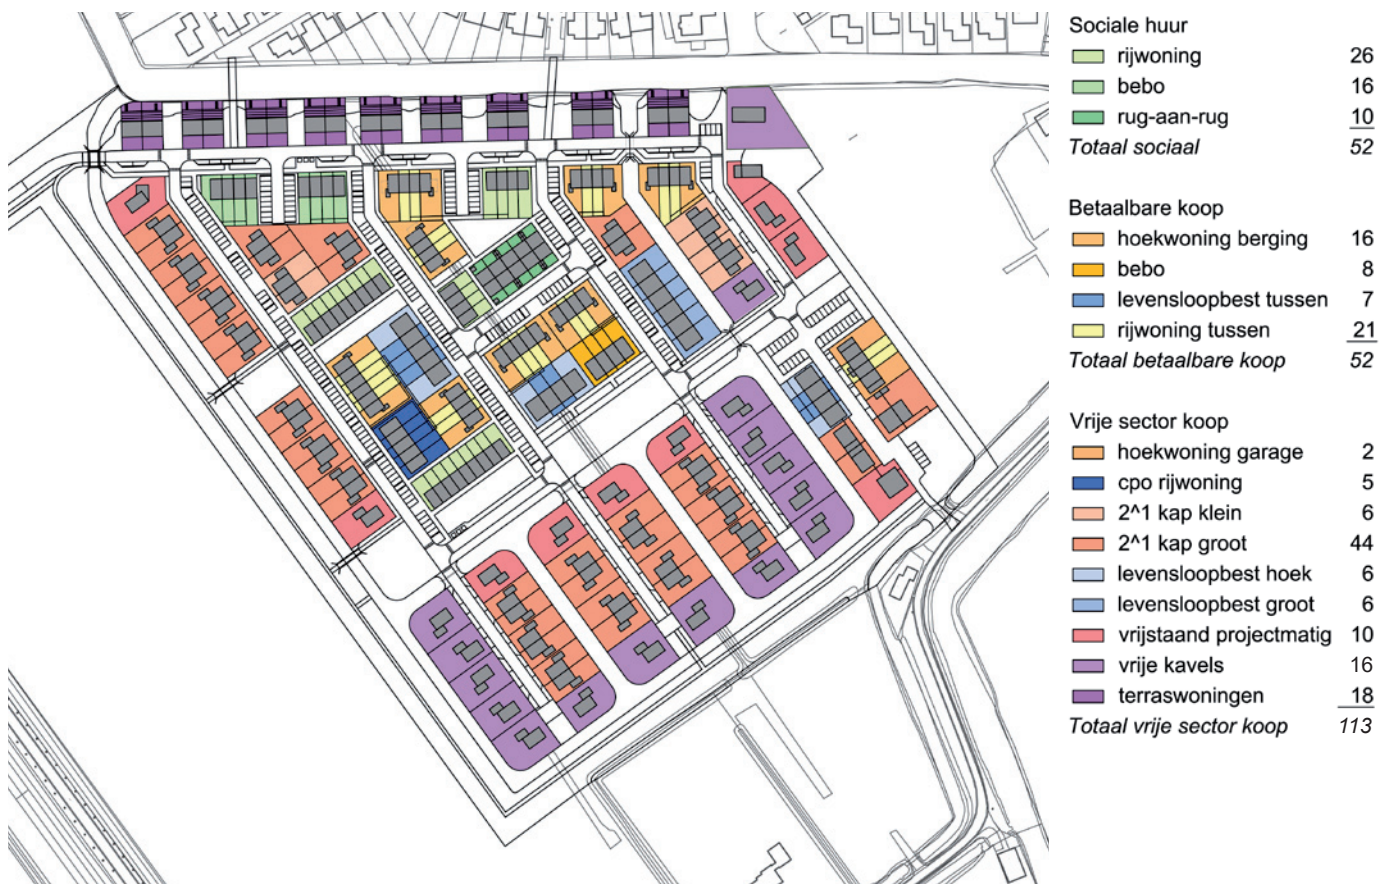 Sociale huur
rijwoning 26
bebo 16
rug-aan-rug 10
Totaal sociaal 52
Betaalbare koop
hoekwoning berging 16
bebo 8
levensloopbest tussen 7
rijwoning tussen 21
Totaal betaalbare koop 52
Vrije sector koop
hoekwoning garage 2
cpo rijwoning 5
2^1 kap klein 6
2^1 kap groot 44
levensloopbest hoek 6
levensloopbest groot 6
vrijstaand projectmatig 10
vrije kavels 16
terraswoningen 18
Totaal vrije sector koop 113